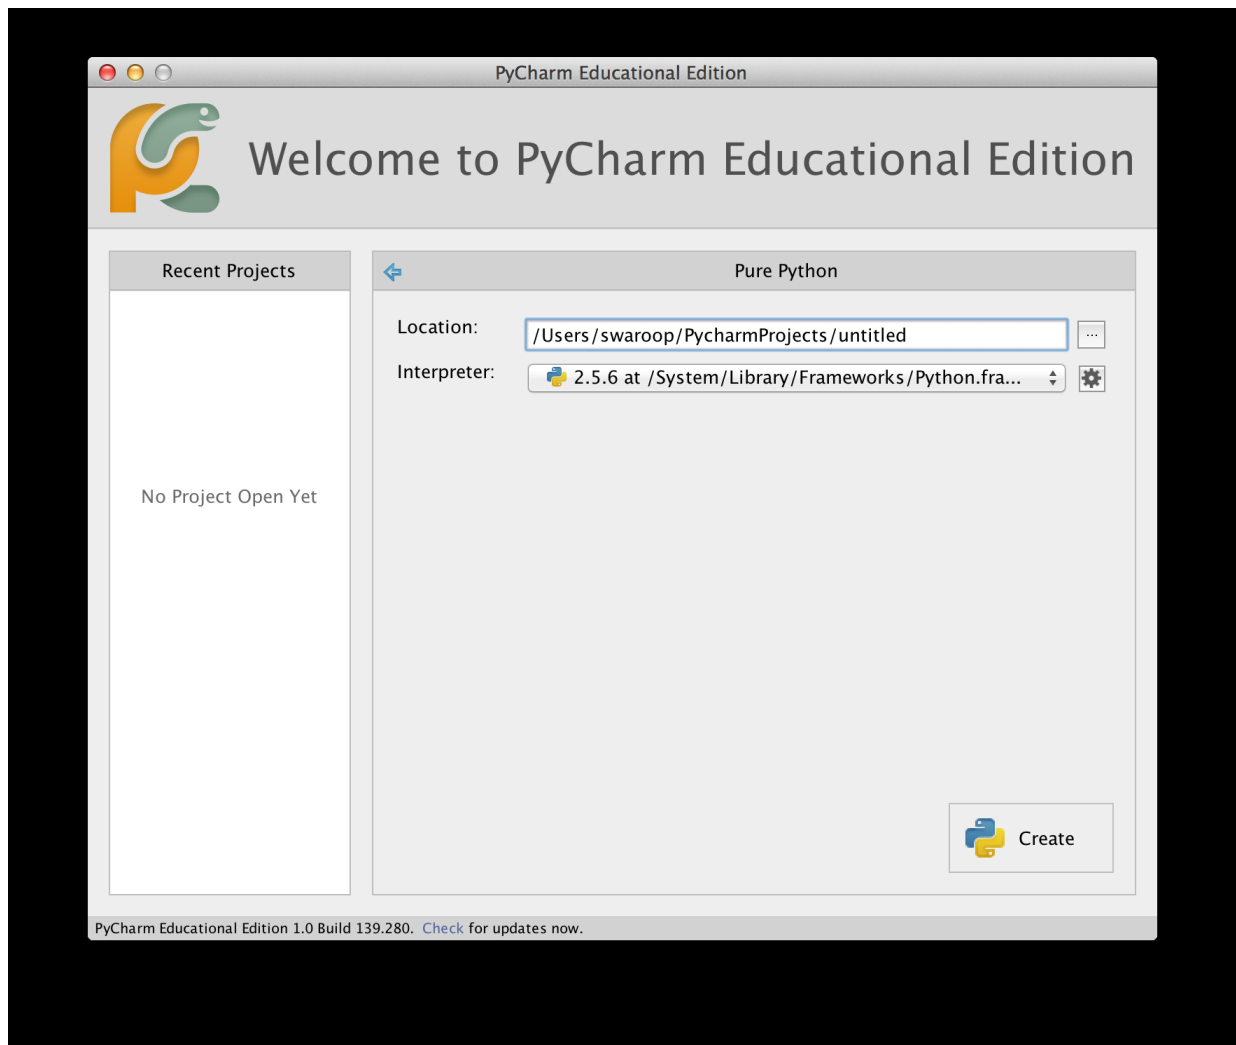 PyCharm Educational Edition
Welcome to PyCharm Educational Edition
Recent Projects
No Project Open Yet
Pure Python
Location:
/Users/swaroop/PycharmProjects/untitled
...
Interpreter:
2.5.6 at /System/Library/Frameworks/Python.fra...
Create
PyCharm Educational Edition 1.0 Build 139.280. Check for updates now.